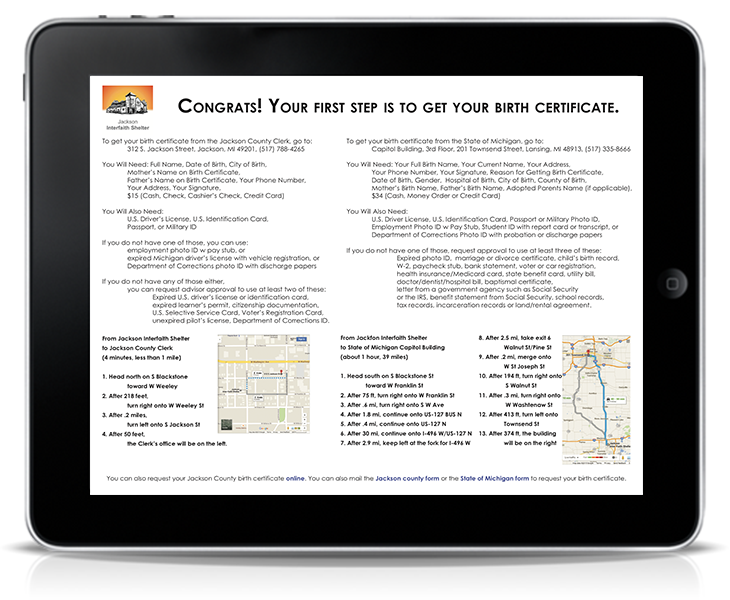 Jackson
Interfaith Shelter
CONGRATS! YOUR FIRST STEP IS TO GET YOUR BIRTH CERTIFICATE.
To get your birth certificate from the Jackson County Clerk, go to:
312 S. Jackson Street, Jackson, MI 49201, (517) 788-4265
You Will Need: Full Name, Date of Birth, City of Birth,
Mother's Name on Birth Certificate,
Father's Name on Birth Certificate, Your Phone Number,
Your Address, Your Signature,
$15 (Cash, Check, Cashier's Check, Credit Card)
You Will Also Need:
U.S. Driver's License, U.S. Identification Card,
Passport, or Military ID
If you do not have one of those, you can use:
employment photo ID w pay stub, or
expired Michigan driver's license with vehicle registration, or
Department of Corrections photo ID with discharge papers
If you do not have any of those either,
you can request advisor approval to use at least two of these:
Expired U.S. driver's license or identification card,
expired learner's permit, citizenship documentation,
U.S. Selective Service Card, Voter's Registration Card,
unexpired pilot's license, Department of Corrections ID.
To get your birth certificate from the State of Michigan, go to:
Capitol Building, 3rd Floor, 201 Townsend Street, Lansing, MI 48913, (517) 335-8666
You Will Need: Your Full Birth Name, Your Current Name, Your Address,
Your Phone Number, Your Signature, Reason for Getting Birth Certificate,
Date of Birth, Gender, Hospital of Birth, City of Birth, County of Birth,
Mother's Birth Name, Father's Birth Name, Adopted Parents Name (if applicable).
$34 (Cash, Money Order or Credit Card)
You Will Also Need:
U.S. Driver License, U.S. Identification Card, Passport or Military Photo ID,
Employment Photo ID w Pay Stub, Student ID with report card or transcript, or
Department of Corrections Photo ID with probation or discharge papers
If you do not have one of those, request approval to use at least three of these:
Expired photo ID, marriage or divorce certificate, child's birth record,
W-2, paycheck stub, bank statement, voter or car registration,
health insurance/Medicard card, state benefit card, utility bill,
doctor/dentist/hospital bill, baptismal certificate,
letter from a government agency such as Social Security
or the IRS, benefit statement from Social Security, school records,
tax records, incarceration records or land/rental agreement.
From Jackson Interfaith Shelter
to Jackson County Clerk
(4 minutes, less than 1 mile)
1. Head north on S Blackstone
toward W Weeley
2. After 218 feet,
turn right onto W Weeley St
3. After .2 miles,
turn left onto S Jackson St
4. After 50 feet,
the Clerk's office will be on the left.
From Jackfon Interfaith Shelter
to State of Michigan Capitol Building
(about 1 hour, 39 miles)
1. Head south on S Blackstone St
toward W Franklin St
2. After 75 ft, turn right onto W Franklin St
3. After .6 mi, turn right onto S W Ave
4. After 1.8 mi, continue onto US-127 BUS N
5. After .4 mi, continue onto US-127 N
6. After 30 mi, continue onto I-496 W/US-127 N
7. After 2.9 mi, keep left at the fork for I-496 W
8. After 2.5 mi, take exit 6
Walnut St/Pine St
9. After .2 mi, merge onto
W St Joseph St
10. After 194 ft, turn right onto
S Walnut St
11. After .3 mi, turn right onto
W Washtenaw St
12. After 413 ft, turn left onto
Townsend St
13. After 374 ft, the building
will be on the right
You can also request your Jackson County birth certificate online. You can also mail the Jackson county form or the State of Michigan form to request your birth certificate.